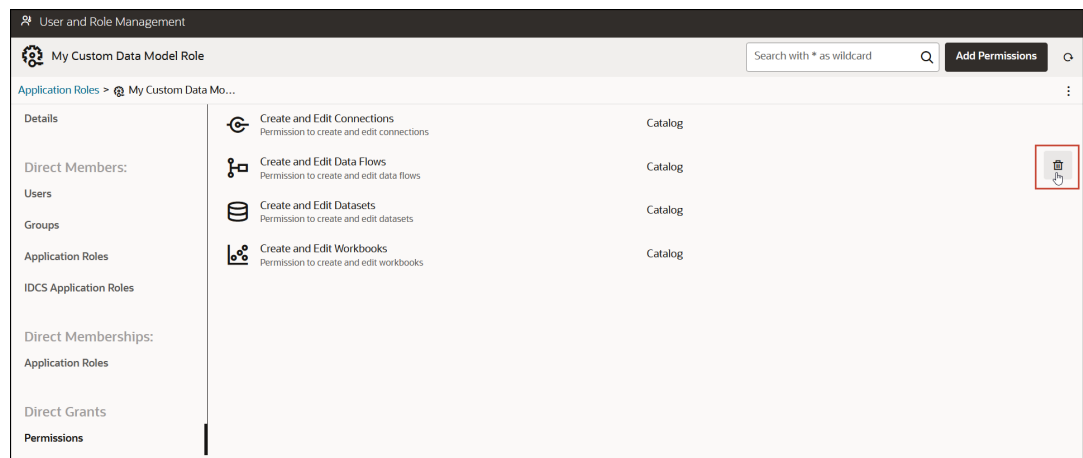 User and Role Management
My Custom Data Model Role
Search with * as wildcard
Add Permissions
Application Roles > My Custom Data Mo...
Details
Direct Members:
Users
Groups
Application Roles
IDCS Application Roles
Direct Memberships:
Application Roles
Direct Grants
Permissions
Create and Edit Connections
Permission to create and edit connections
Catalog
Create and Edit Data Flows
Permission to create and edit data flows
Catalog
Create and Edit Datasets
Permission to create and edit datasets
Catalog
Create and Edit Workbooks
Permission to create and edit workbooks
Catalog